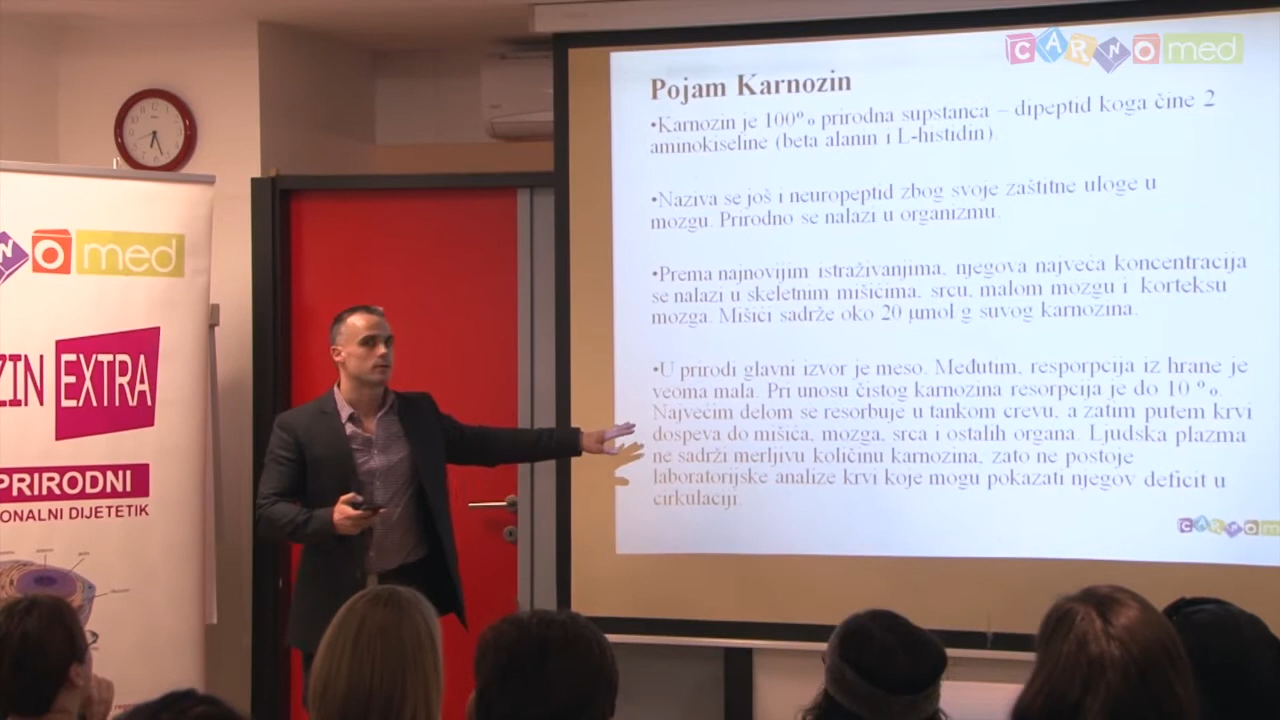 CARNO med
Pojam Karnozin
•Karnozin je 100% prirodna supstanca – dipeptid koga čine 2
aminokiseline (beta alanin i L-histidin).
•Naziva se još i neuropeptid zbog svoje zaštitne uloge u
mozgu. Prirodno se nalazi u organizmu.
•Prema najnovijim istraživanjima, njegova najveća koncentracija
se nalazi u skeletnim mišićima, srcu, malom mozgu i korteksu
mozga. Mišići sadrže oko 20 μmol g suvog karnozina.
•U prirodi glavni izvor je meso. Međutim, resporpcija iz hrane je
veoma mala. Pri unosu čistog karnozina resorpcija je do 10 %.
Najvećim delom se resorbuje u tankom crevu, a zatim putem krvi
dospeva do mišića, mozga, srca i ostalih organa. Ljudska plazma
ne sadrži merljivu količinu karnozina, zato ne postoje
laboratorijske analize krvi koje mogu pokazati njegov deficit u
cirkulaciji.
CARNO me
N O med
ZIN EXTRA
PRIRODNI
ONALNI DIJETETIK